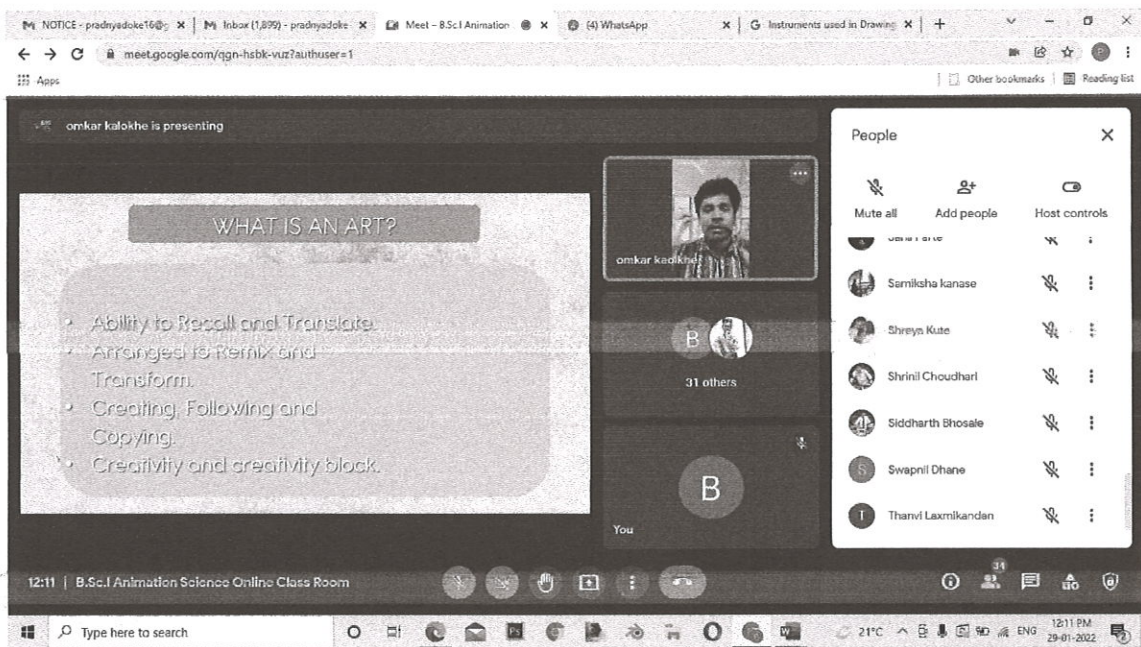 NOTICE - pradnyadoke16@g
Inbox (1,899) - pradnyadoke
Meet – B.Sc.I Animation
(4) WhatsApp
Instruments used in Drawing
meet.google.com/qgn-hsbk-vuz?authuser=1
Apps
Other bookmarks
Reading list
omkar kalokhe is presenting
WHAT IS AN ART?
• Ability to Recall and Translate.
• Arranged to Remix and
Transform.
• Creating, Following and
Copying.
• Creativity and creativity block.
omkar kaolkhe
B
31 others
B
You
People
Mute all
Add people
Host controls
Samiksha kanase
Shreya Kute
Shrinil Choudhari
Siddharth Bhosale
S
Swapnil Dhane
T
Thanvi Laxmikandan
12:11 | B.Sc.I Animation Science Online Class Room
34
Type here to search
21°C
ENG
12:11 PM
29-01-2022
2